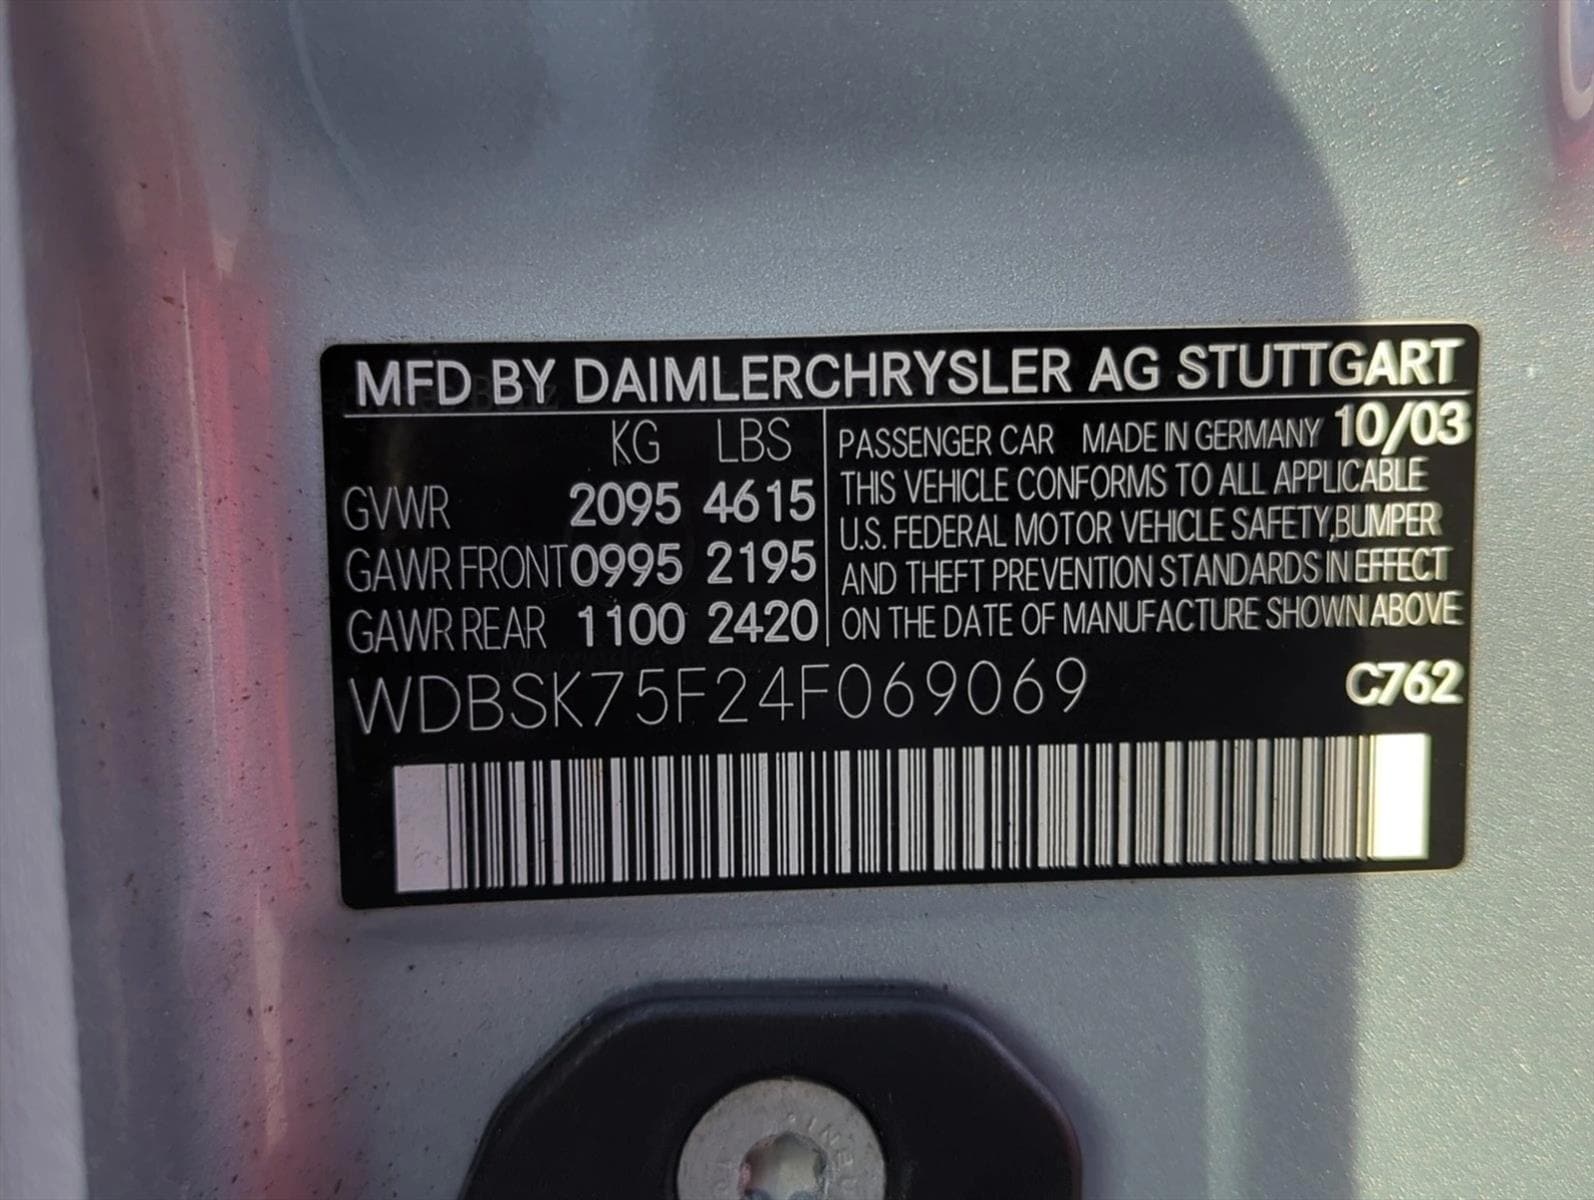 MFD BY DAIMLERCHRYSLER AG STUTTGART
KG LBS
GVWR 2095 4615
GAWR FRONT 0995 2195
GAWR REAR 1100 2420
PASSENGER CAR MADE IN GERMANY 10/03
THIS VEHICLE CONFORMS TO ALL APPLICABLE
U.S. FEDERAL MOTOR VEHICLE SAFETY, BUMPER
AND THEFT PREVENTION STANDARDS IN EFFECT
ON THE DATE OF MANUFACTURE SHOWN ABOVE
WDBSK75F24F069069
C762